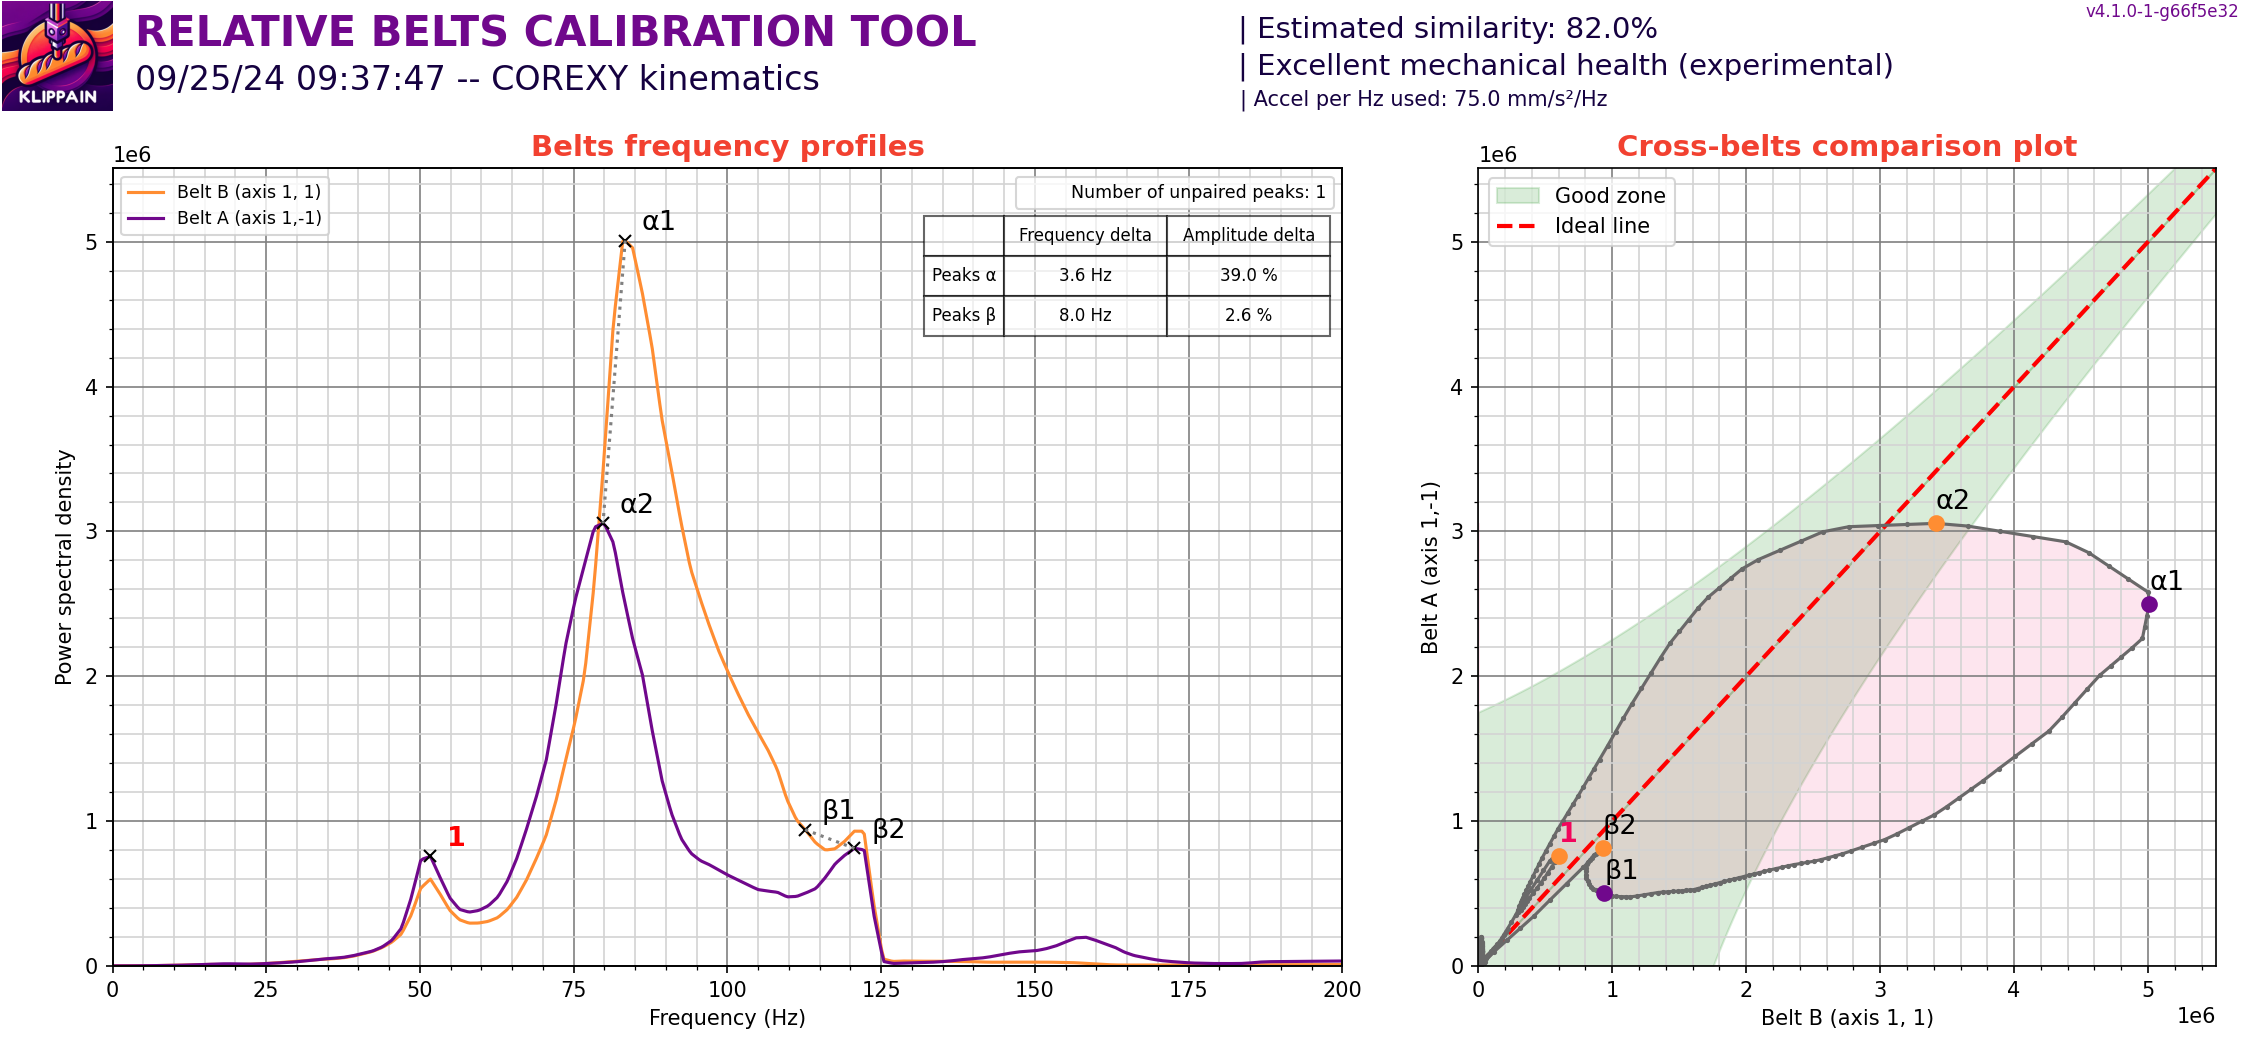 KLIPPAIN
RELATIVE BELTS CALIBRATION TOOL
09/25/24 09:37:47 -- COREXY kinematics
| Estimated similarity: 82.0%
| Excellent mechanical health (experimental)
| Accel per Hz used: 75.0 mm/s²/Hz
v4.1.0-1-g66f5e32
Belts frequency profiles
1e6
Belt B (axis 1, 1)
Belt A (axis 1,-1)
Number of unpaired peaks: 1
Frequency delta Amplitude delta
Peaks α 3.6 Hz 39.0 %
Peaks β 8.0 Hz 2.6 %
α1
α2
β1
β2
1
Power spectral density
5
4
3
2
1
0
0 25 50 75 100 125 150 175 200
Frequency (Hz)
Cross-belts comparison plot
1e6
Good zone
Ideal line
α2
α1
1
β2
β1
Belt A (axis 1,-1)
5
4
3
2
1
0
0 1 2 3 4 5
Belt B (axis 1, 1)
1e6